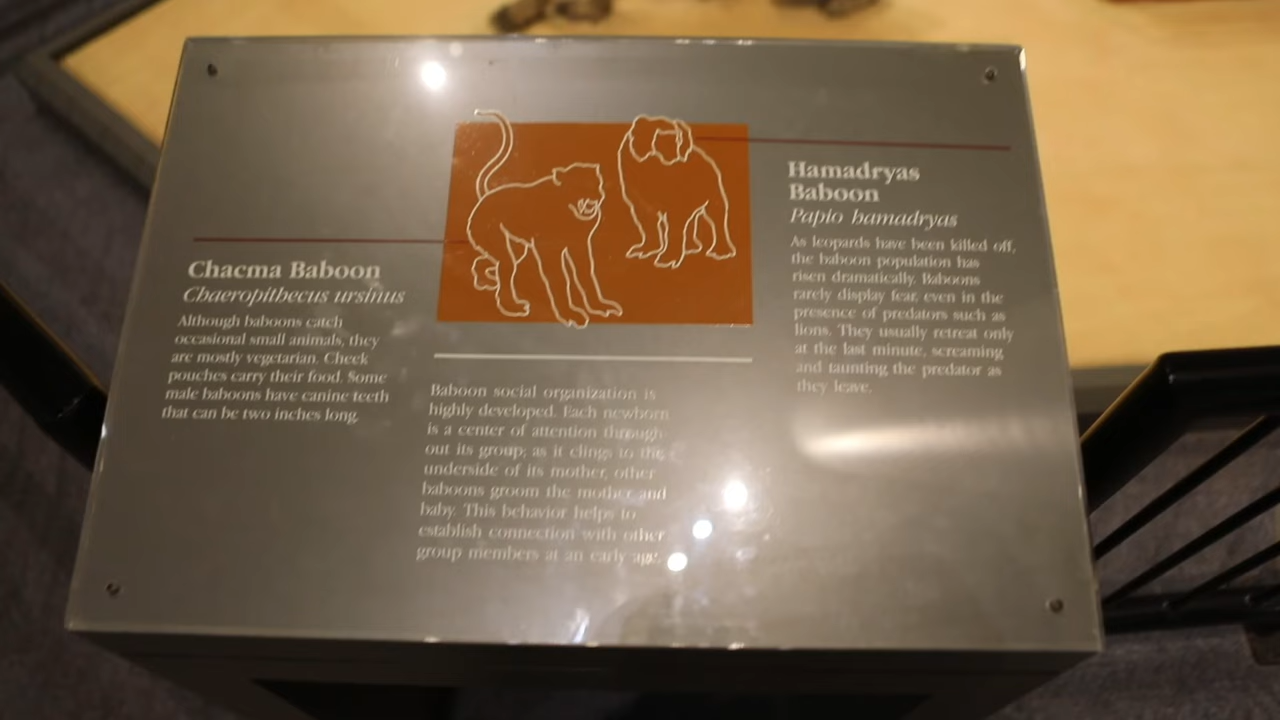 Chacma Baboon
Chaeropithecus ursinus
Although baboons catch
occasional small animals, they
are mostly vegetarian. Cheek
pouches carry their food. Some
male baboons have canine teeth
that can be two inches long.
Baboon social organization is
highly developed. Each newborn
is a center of attention through-
out its group; as it clings to the
underside of its mother, other
baboons groom the mother and
baby. This behavior helps to
establish connection with other
group members at an early age.
Hamadryas
Baboon
Papio hamadryas
As leopards have been killed off,
the baboon population has
risen dramatically. Baboons
rarely display fear, even in the
presence of predators such as
lions. They usually retreat only
at the last minute, screaming
and taunting the predator as
they leave.